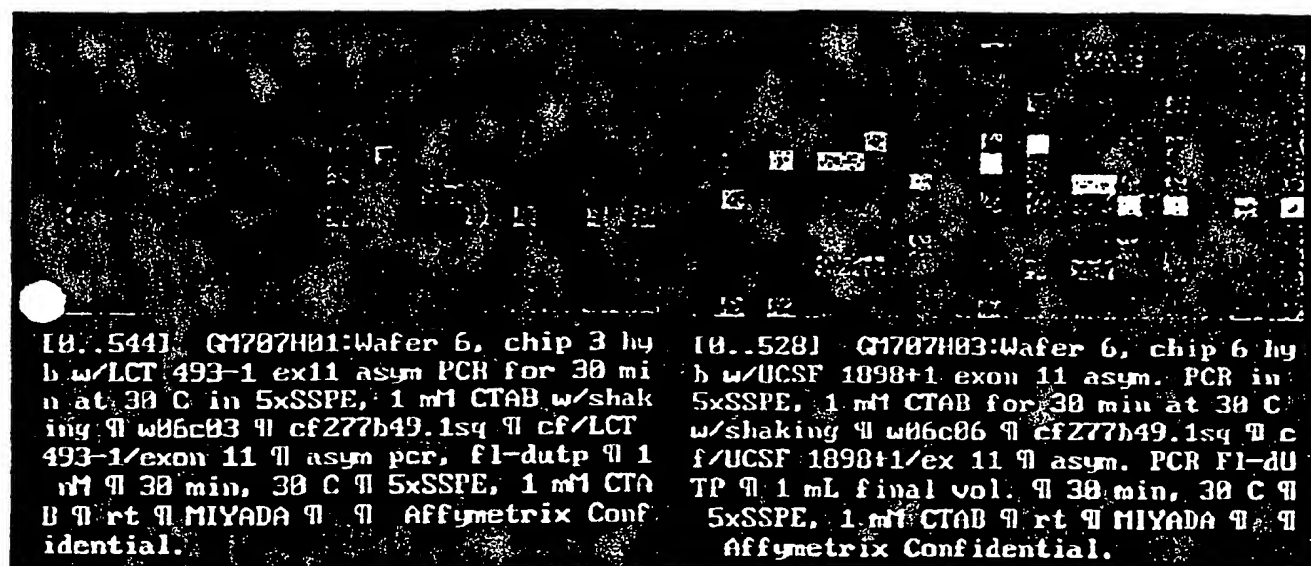 [0..544] GM707H01:Wafer 6, chip 3 hy
b w/LCT 493-1 ex11 asym PCR for 30 mi
n at 30 C in 5xSSPE, 1 mM CTAB w/shak
ing ¶ w06c03 ¶ cf277b49.1sq ¶ cf/LCT
493-1/exon 11 ¶ asym pcr, fl-dutp ¶ 1
nM ¶ 30 min, 30 C ¶ 5xSSPE, 1 mM CTA
B ¶ rt ¶ MIYADA ¶ ¶ Affymetrix Conf
idential.
[0..528] GM707H03:Wafer 6, chip 6 hy
b w/UCSF 1898+1 exon 11 asym. PCR in
5xSSPE, 1 mM CTAB for 30 min at 30 C
w/shaking ¶ w06c06 ¶ cf277b49.1sq ¶ c
f/UCSF 1898+1/ex 11 ¶ asym. PCR Fl-dU
TP ¶ 1 mL final vol. ¶ 30 min, 30 C ¶
5xSSPE, 1 mM CTAB ¶ rt ¶ MIYADA ¶ ¶
Affymetrix Confidential.